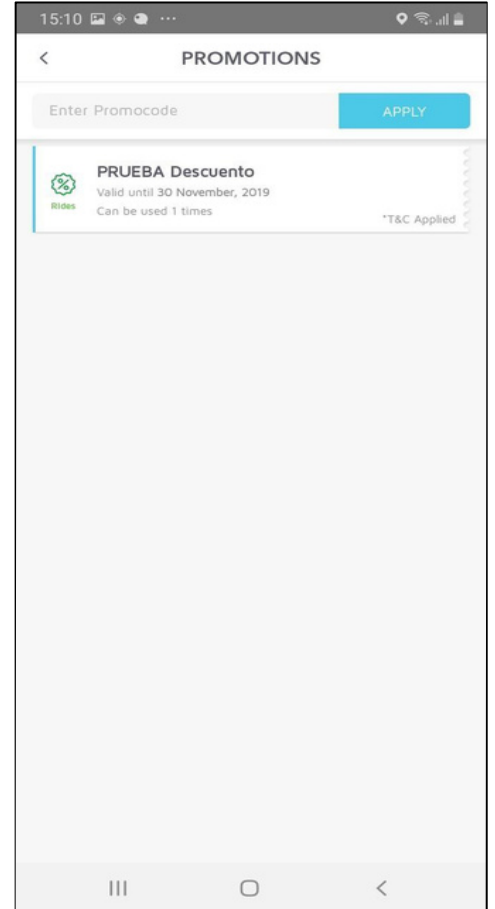 15:10
PROMOTIONS
Enter Promocode
APPLY
PRUEBA Descuento
Valid until 30 November, 2019
Rides
Can be used 1 times
*T&C Applied